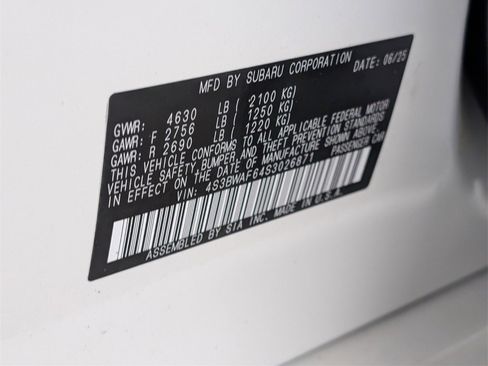 MFD BY SUBARU CORPORATION DATE: 06/25
GVWR: 4630 LB ( 2100 KG)
GAWR: F 2756 LB ( 1250 KG)
GAWR: R 2690 LB ( 1220 KG)
THIS VEHICLE CONFORMS TO ALL APPLICABLE FEDERAL MOTOR
VEHICLE SAFETY, BUMPER, AND THEFT PREVENTION STANDARDS
IN EFFECT ON THE DATE OF MANUFACTURE SHOWN ABOVE.
VIN: 4S3BWAF64S3026871 PASSENGER CAR
ASSEMBLED BY SIA INC. MADE IN U.S.A.